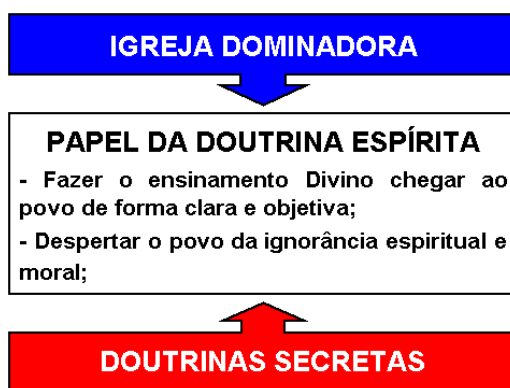 IGREJA DOMINADORA
PAPEL DA DOUTRINA ESPÍRITA
- Fazer o ensinamento Divino chegar ao
povo de forma clara e objetiva;
- Despertar o povo da ignorância espiritual e
moral;
DOUTRINAS SECRETAS